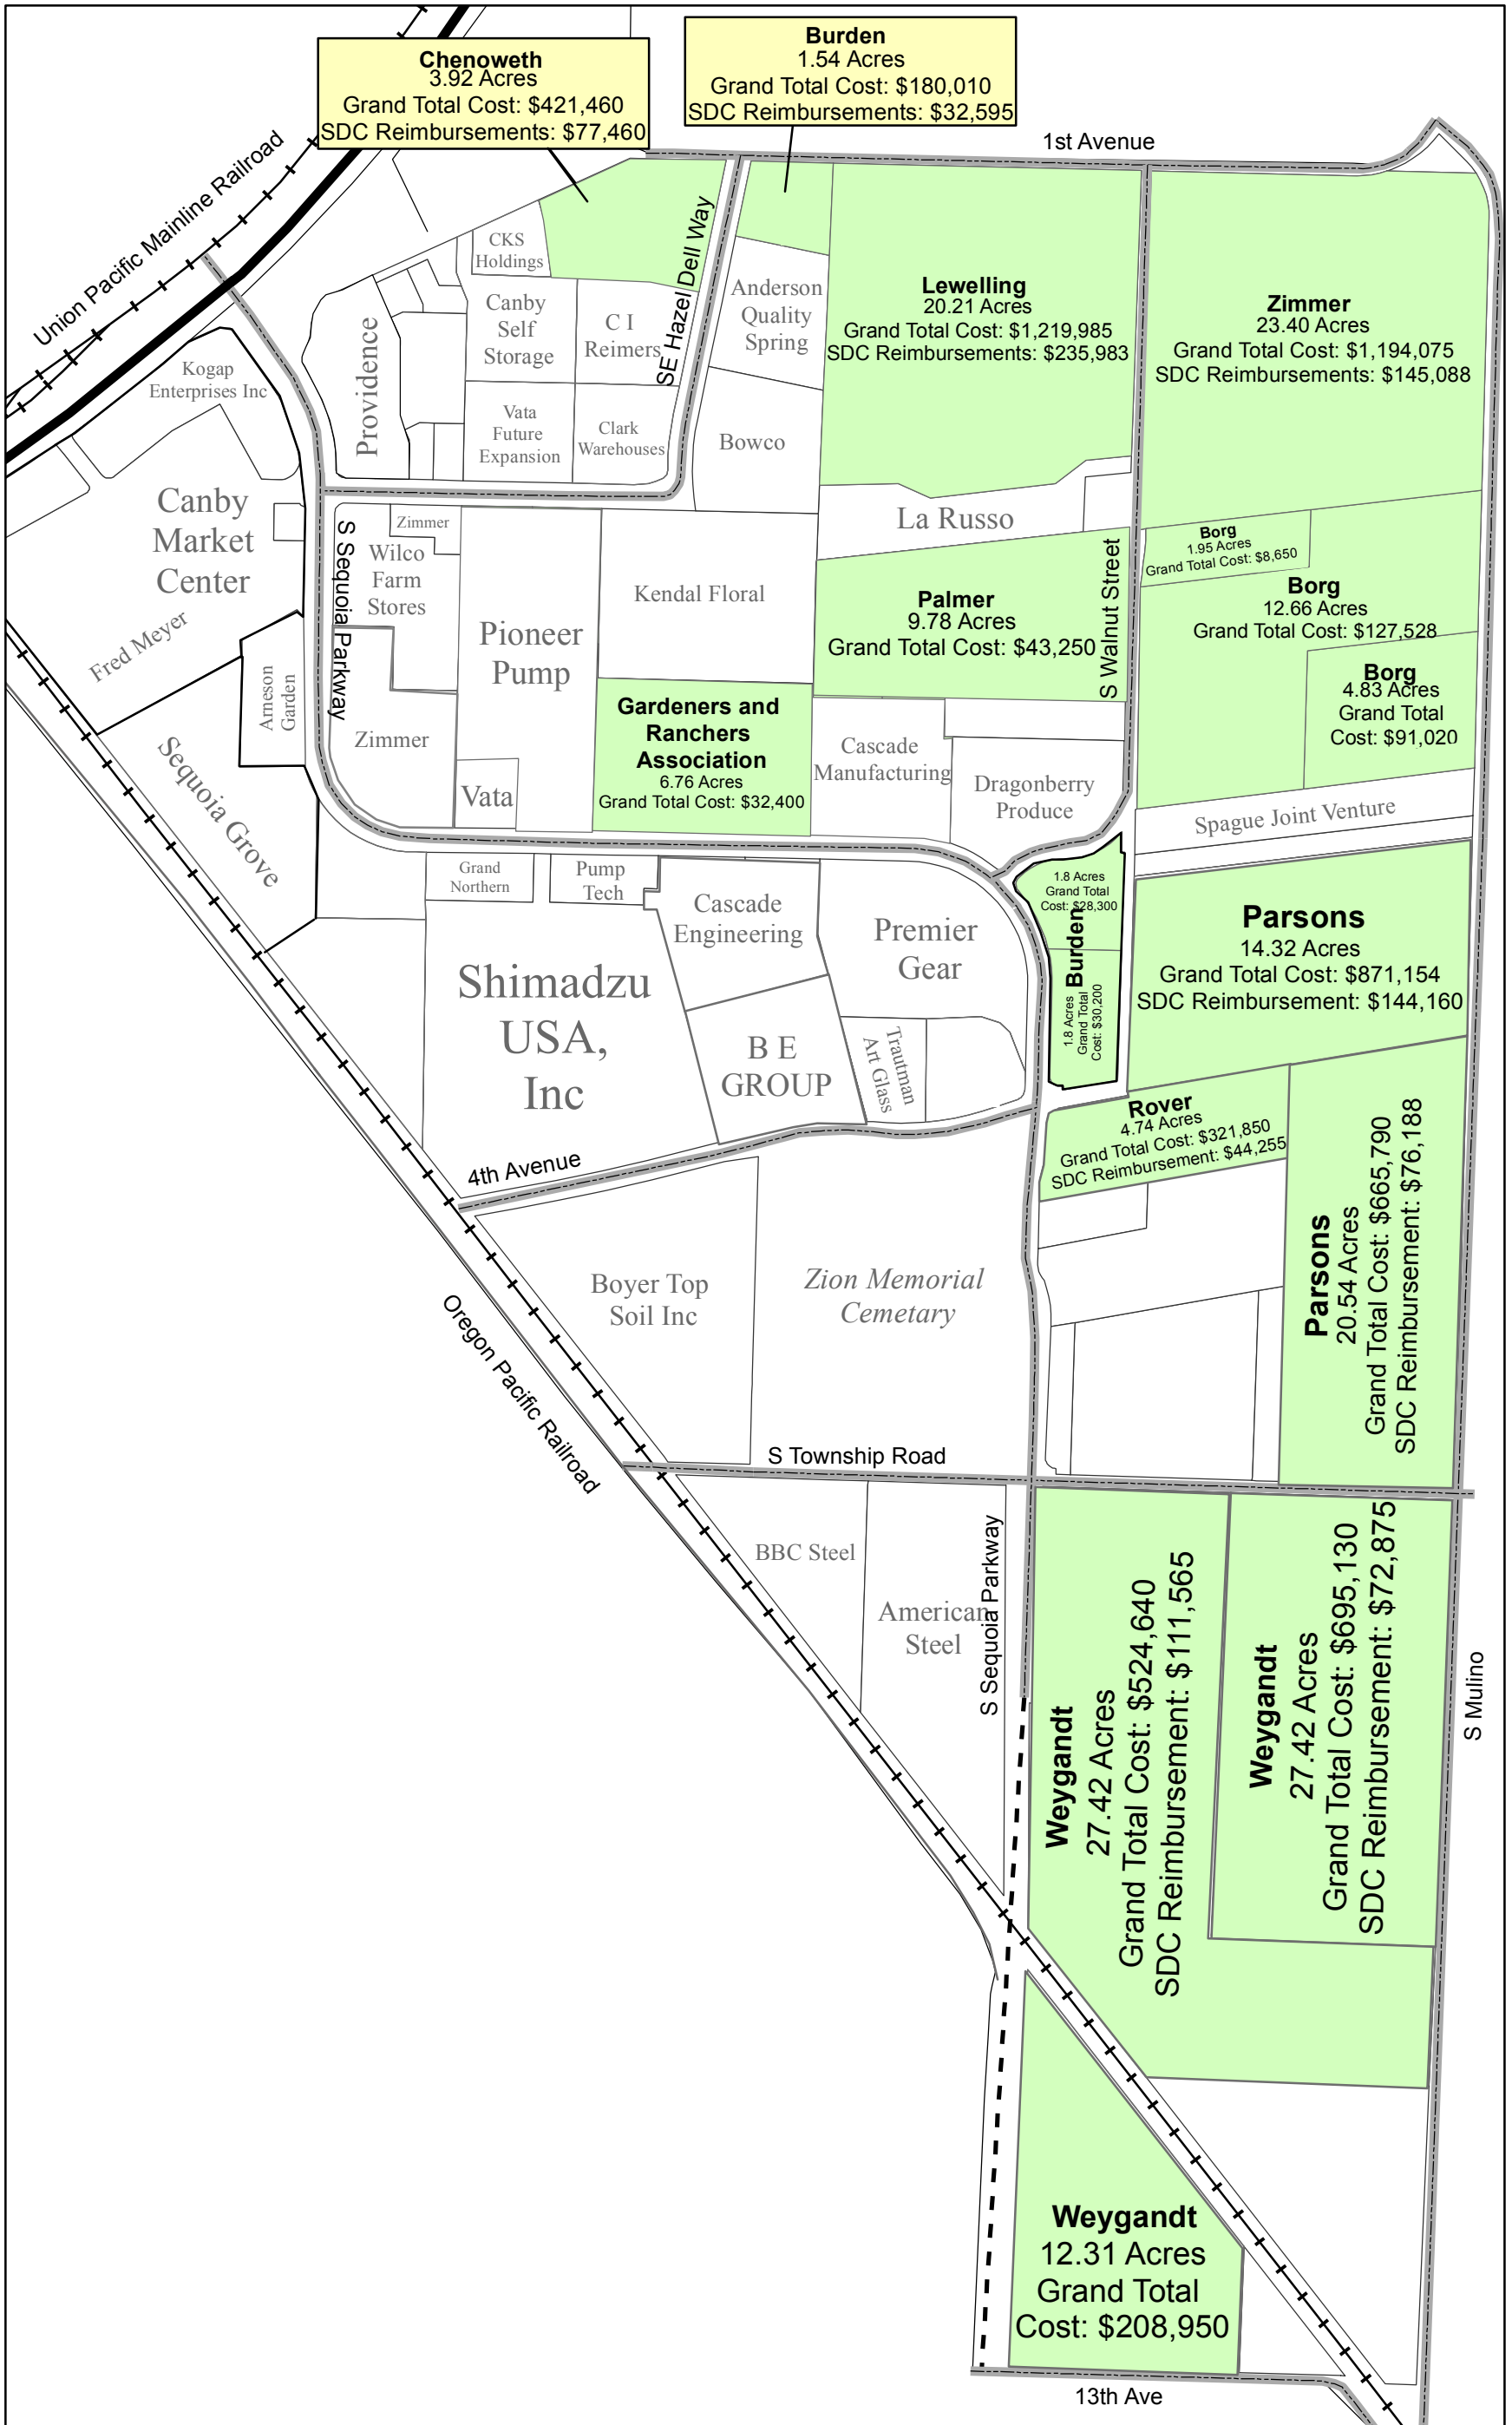 Chenoweth
3.92 Acres
Grand Total Cost: $421,460
SDC Reimbursements: $77,460
Burden
1.54 Acres
Grand Total Cost: $180,010
SDC Reimbursements: $32,595
1st Avenue
Union Pacific Mainline Railroad
SE Hazel Dell Way
CKS
Holdings
Canby
Self
Storage
C I
Reimers
Anderson
Quality
Spring
Lewelling
20.21 Acres
Grand Total Cost: $1,219,985
SDC Reimbursements: $235,983
Zimmer
23.40 Acres
Grand Total Cost: $1,194,075
SDC Reimbursements: $145,088
Kogap
Enterprises Inc
Providence
Vata
Future
Expansion
Clark
Warehouses
Bowco
Canby
Market
Center
Fred Meyer
S Sequoia Parkway
Zimmer
Wilco
Farm
Stores
Pioneer
Pump
Kendal Floral
La Russo
S Walnut Street
Borg
1.95 Acres
Grand Total Cost: $8,650
Borg
12.66 Acres
Grand Total Cost: $127,528
Palmer
9.78 Acres
Grand Total Cost: $43,250
Borg
4.83 Acres
Grand Total
Cost: $91,020
Arneson
Garden
Zimmer
Vata
Gardeners and
Ranchers
Association
6.76 Acres
Grand Total Cost: $32,400
Cascade
Manufacturing
Dragonberry
Produce
Spague Joint Venture
Sequoia Grove
Grand
Northern
Pump
Tech
Cascade
Engineering
Premier
Gear
1.8 Acres
Grand Total
Cost: $28,300
Burden
1.8 Acres
Grand Total
Cost: $30,200
Parsons
14.32 Acres
Grand Total Cost: $871,154
SDC Reimbursement: $144,160
Shimadzu
USA,
Inc
B E
GROUP
Trautman
Art Glass
Rover
4.74 Acres
Grand Total Cost: $321,850
SDC Reimbursement: $44,255
4th Avenue
Parsons
20.54 Acres
Grand Total Cost: $665,790
SDC Reimbursement: $76,188
Boyer Top
Soil Inc
Zion Memorial
Cemetary
Oregon Pacific Railroad
S Township Road
BBC Steel
American
Steel
S Sequoia Parkway
Weygandt
27.42 Acres
Grand Total Cost: $524,640
SDC Reimbursement: $111,565
Weygandt
27.42 Acres
Grand Total Cost: $695,130
SDC Reimbursement: $72,875
S Mulino
Weygandt
12.31 Acres
Grand Total
Cost: $208,950
13th Ave